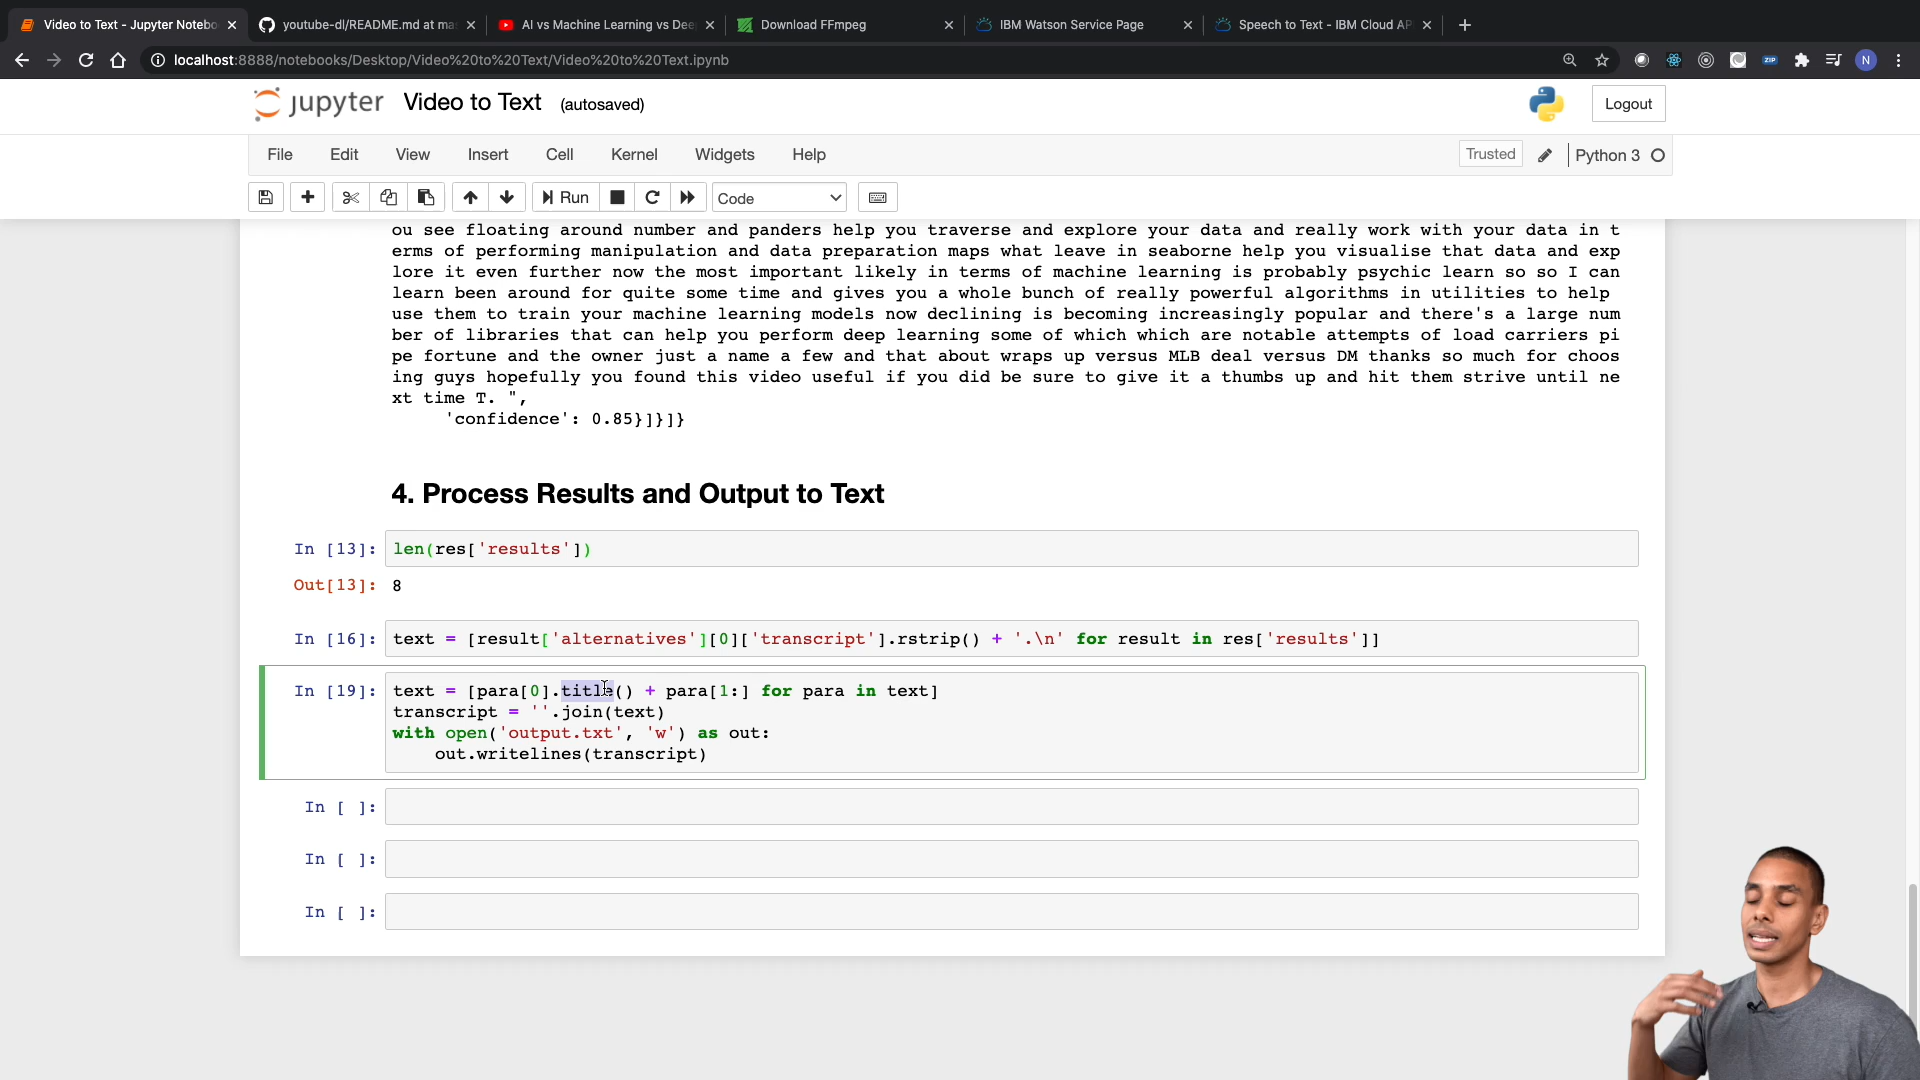 Video to Text - Jupyter Notebo
youtube-dl/README.md at ma
AI vs Machine Learning vs Dee
Download FFmpeg
IBM Watson Service Page
Speech to Text - IBM Cloud AP
localhost:8888/notebooks/Desktop/Video%20to%20Text/Video%20to%20Text.ipynb
ZIP
N
jupyter Video to Text (autosaved)
Logout
File Edit View Insert Cell Kernel Widgets Help
Trusted
Python 3
Run
Code
ou see floating around number and panders help you traverse and explore your data and really work with your data in t
erms of performing manipulation and data preparation maps what leave in seaborne help you visualise that data and exp
lore it even further now the most important likely in terms of machine learning is probably psychic learn so so I can
learn been around for quite some time and gives you a whole bunch of really powerful algorithms in utilities to help
use them to train your machine learning models now declining is becoming increasingly popular and there's a large num
ber of libraries that can help you perform deep learning some of which which are notable attempts of load carriers pi
pe fortune and the owner just a name a few and that about wraps up versus MLB deal versus DM thanks so much for choos
ing guys hopefully you found this video useful if you did be sure to give it a thumbs up and hit them strive until ne
xt time T. ",
'confidence': 0.85}]}]}
4. Process Results and Output to Text
In [13]: len(res['results'])
Out[13]: 8
In [16]: text = [result['alternatives'][0]['transcript'].rstrip() + '.\n' for result in res['results']]
In [19]: text = [para[0].title() + para[1:] for para in text]
transcript = ''.join(text)
with open('output.txt', 'w') as out:
out.writelines(transcript)
In [ ]:
In [ ]:
In [ ]: